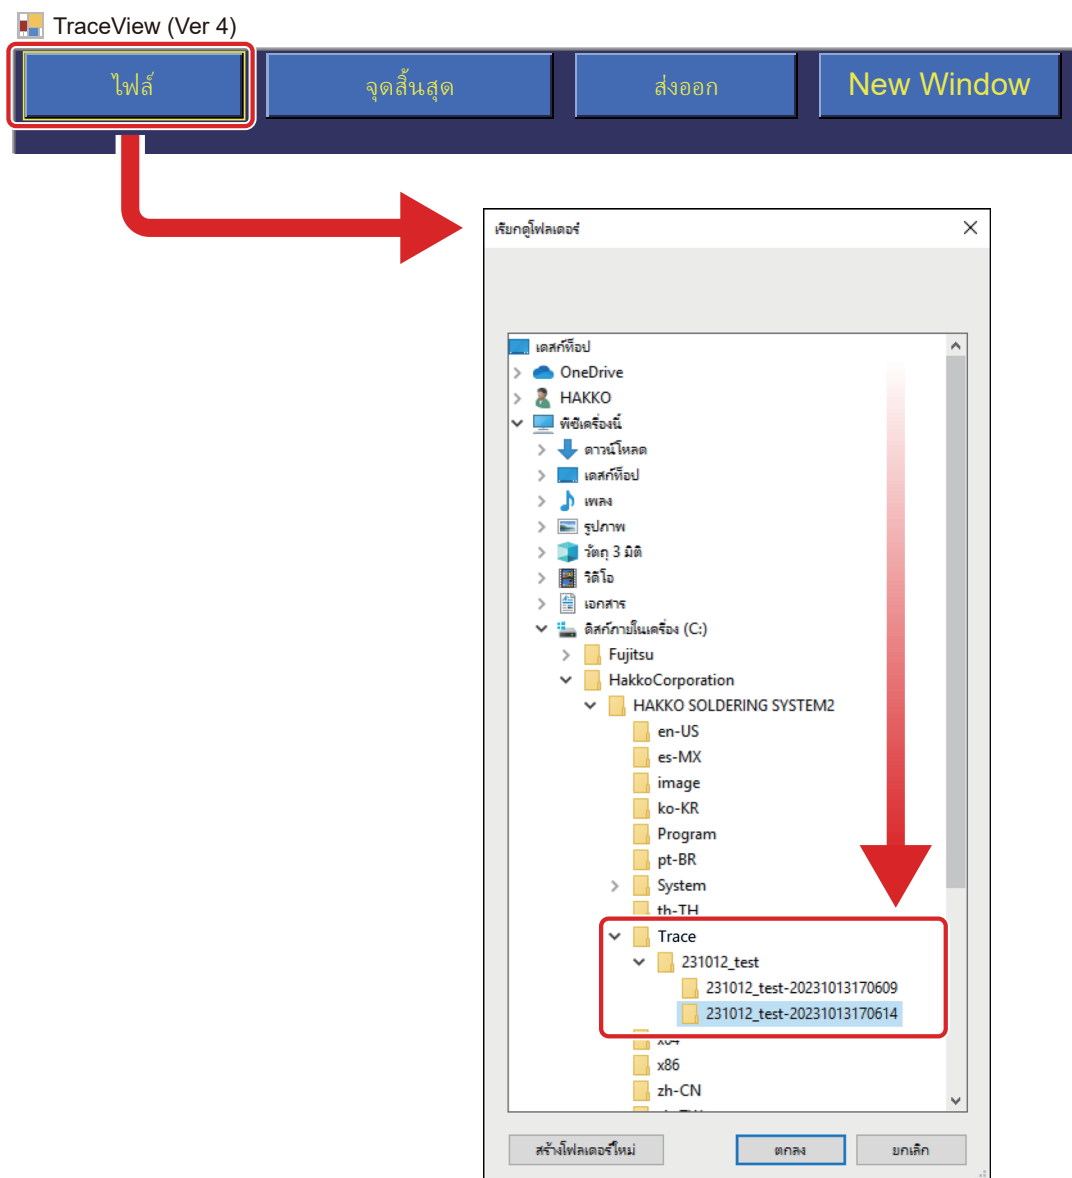 TraceView (Ver 4)
ไฟล์
จุดสิ้นสุด
ส่งออก
New Window
เรียกดูโฟลเดอร์
เดสก์ท็อป
OneDrive
HAKKO
พีซีเครื่องนี้
ดาวน์โหลด
เดสก์ท็อป
เพลง
รูปภาพ
วัตถุ 3 มิติ
วิดีโอ
เอกสาร
ดิสก์ภายในเครื่อง (C:)
Fujitsu
HakkoCorporation
HAKKO SOLDERING SYSTEM2
en-US
es-MX
image
ko-KR
Program
pt-BR
System
th-TH
Trace
231012_test
231012_test-20231013170609
231012_test-20231013170614
x64
x86
zh-CN
สร้างโฟลเดอร์ใหม่
ตกลง
ยกเลิก